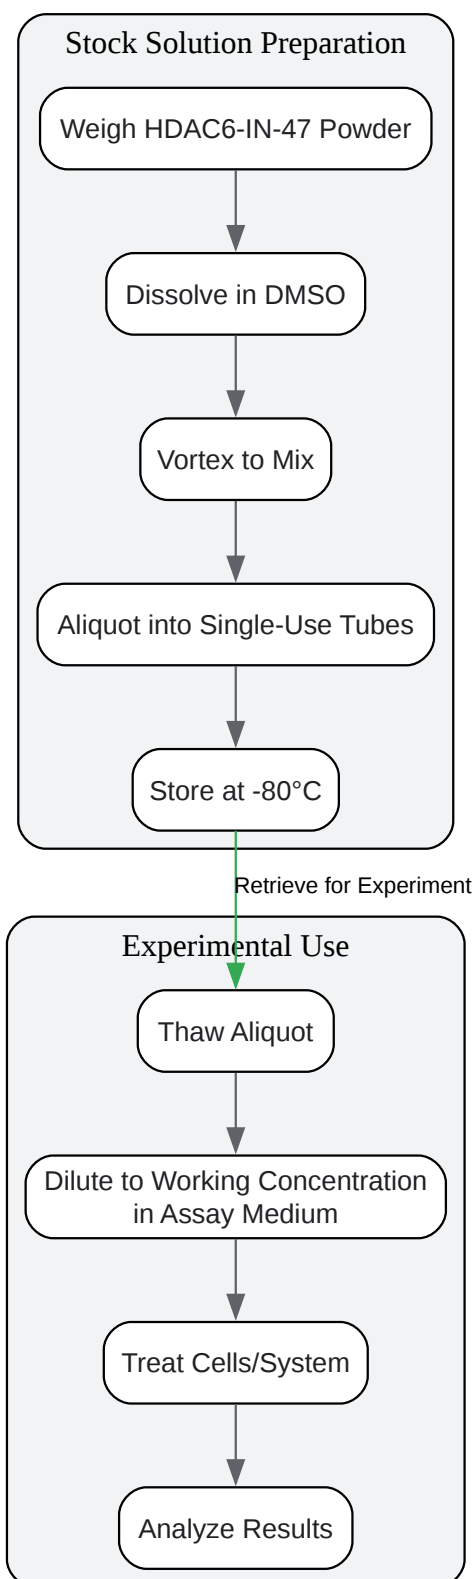 Stock Solution Preparation
Weigh HDAC6-IN-47 Powder
Dissolve in DMSO
Vortex to Mix
Aliquot into Single-Use Tubes
Store at -80°C
Retrieve for Experiment
Experimental Use
Thaw Aliquot
Dilute to Working Concentration
in Assay Medium
Treat Cells/System
Analyze Results